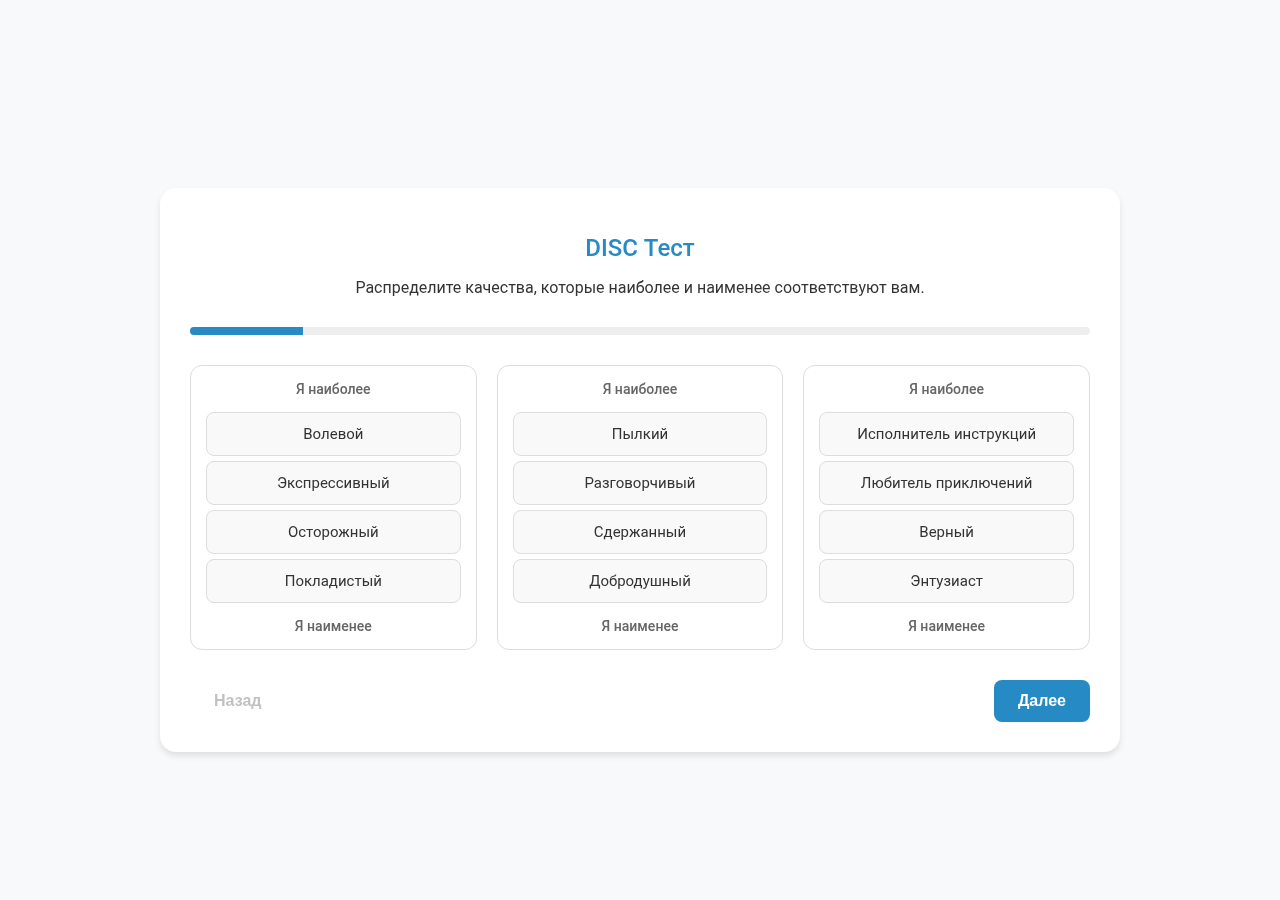 DISC Тест
Распределите качества, которые наиболее и наименее соответствуют вам.
Я наиболее
Волевой
Экспрессивный
Осторожный
Покладистый
Я наименее
Я наиболее
Пылкий
Разговорчивый
Сдержанный
Добродушный
Я наименее
Я наиболее
Исполнитель инструкций
Любитель приключений
Верный
Энтузиаст
Я наименее
Назад
Далее